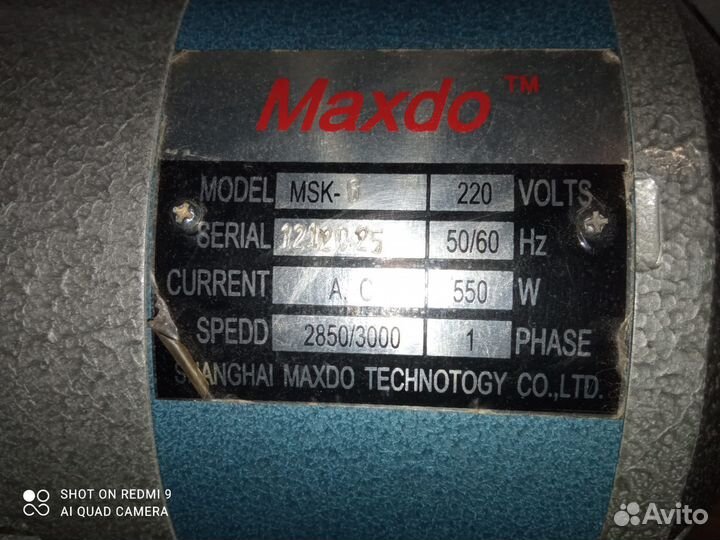 Maxdo™
MODEL MSK- 220 VOLTS
SERIAL 50/60 Hz
CURRENT A.C 550 W
SPEDD 2850/3000 1 PHASE
SHANGHAI MAXDO TECHNOTOGY CO.,LTD.
SHOT ON REDMI 9
AI QUAD CAMERA
Avito